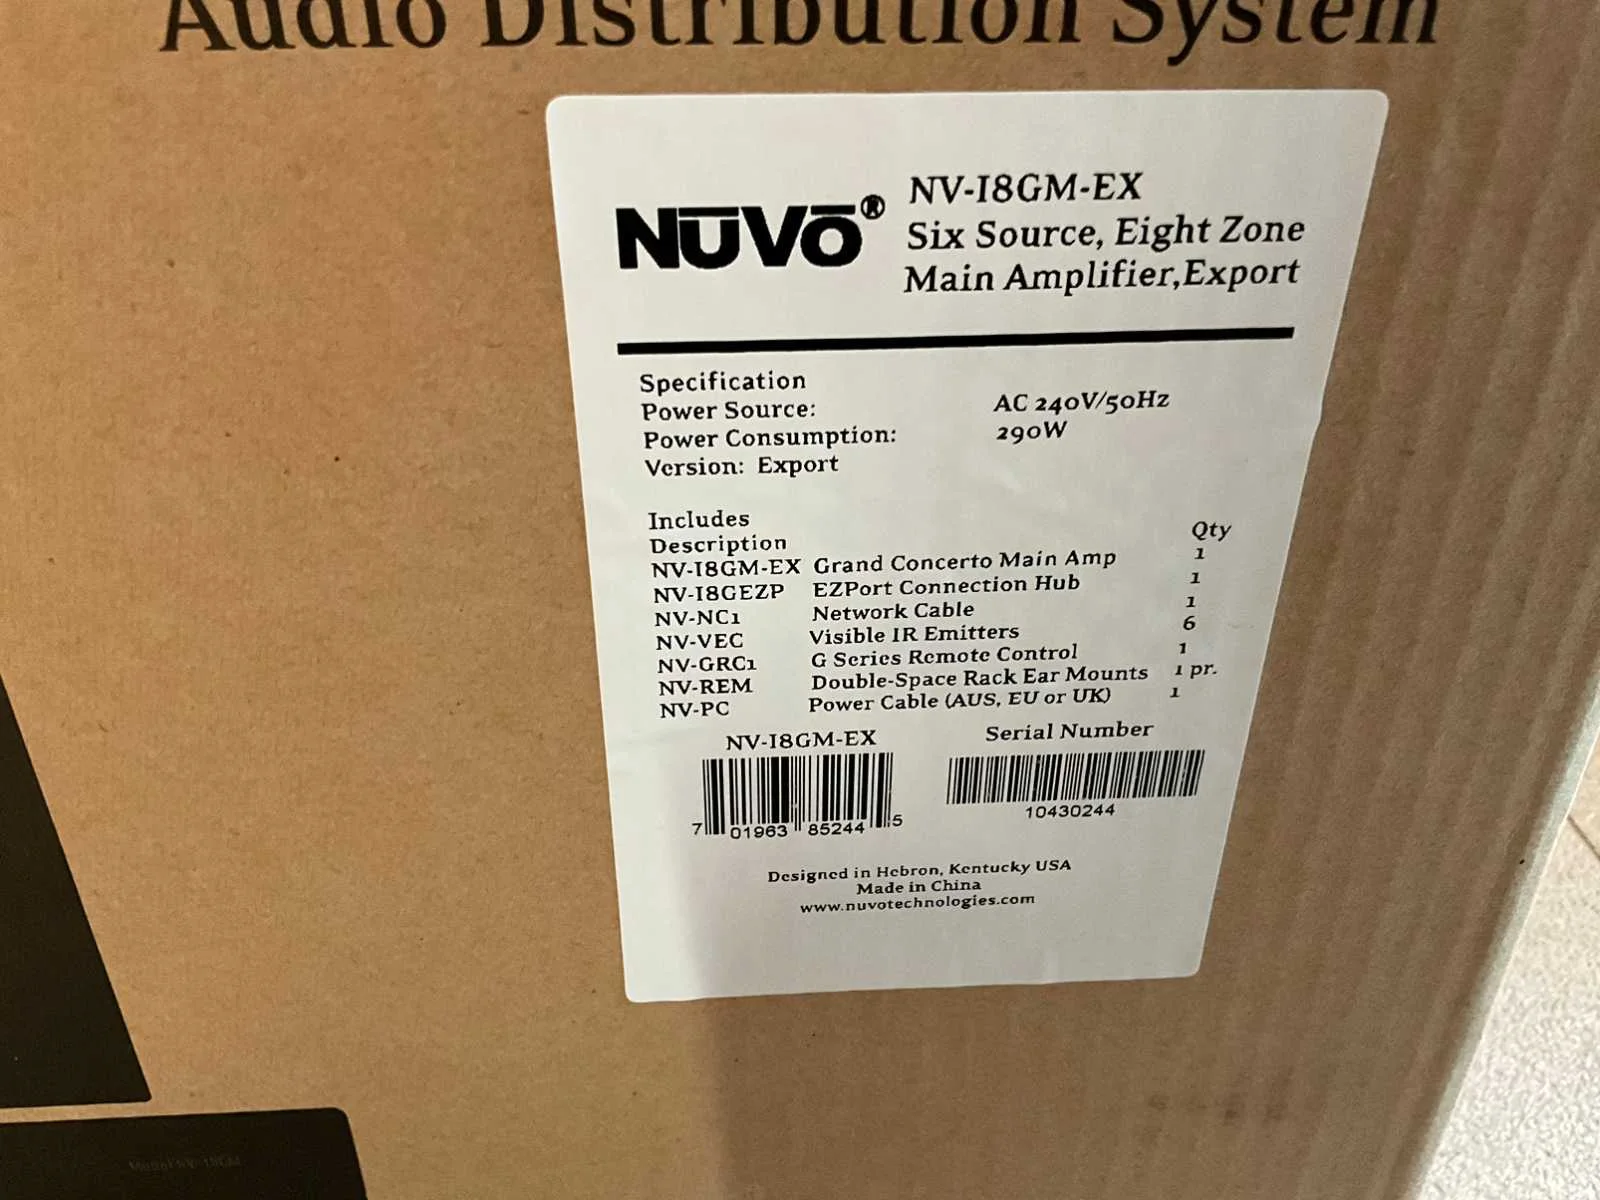 Audio Distribution System
NŪVŌ®
NV-I8GM-EX
Six Source, Eight Zone
Main Amplifier,Export
Specification
Power Source: AC 240V/50Hz
Power Consumption: 290W
Version: Export
Includes
Description Qty
NV-I8GM-EX Grand Concerto Main Amp 1
NV-I8GEZP EZPort Connection Hub 1
NV-NC1 Network Cable 1
NV-VEC Visible IR Emitters 6
NV-GRC1 G Series Remote Control 1
NV-REM Double-Space Rack Ear Mounts 1 pr.
NV-PC Power Cable (AUS, EU or UK) 1
NV-I8GM-EX Serial Number
7 01963 85244 5
10430244
Designed in Hebron, Kentucky USA
Made in China
www.nuvotechnologies.com